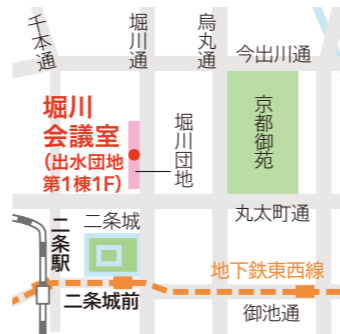 千本通
堀川通
烏丸通
今出川通
堀川
会議室
(出水団地
第1棟1F)
堀川団地
京都御苑
丸太町通
二条駅
二条城
地下鉄東西線
二条城前
御池通